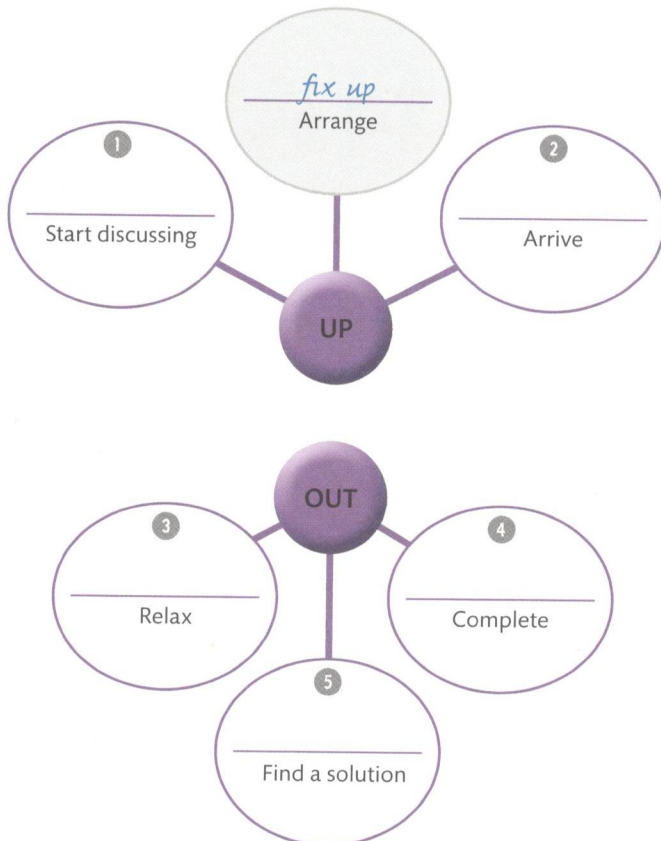 fix up
Arrange
1
Start discussing
2
Arrive
UP
OUT
3
Relax
4
Complete
5
Find a solution